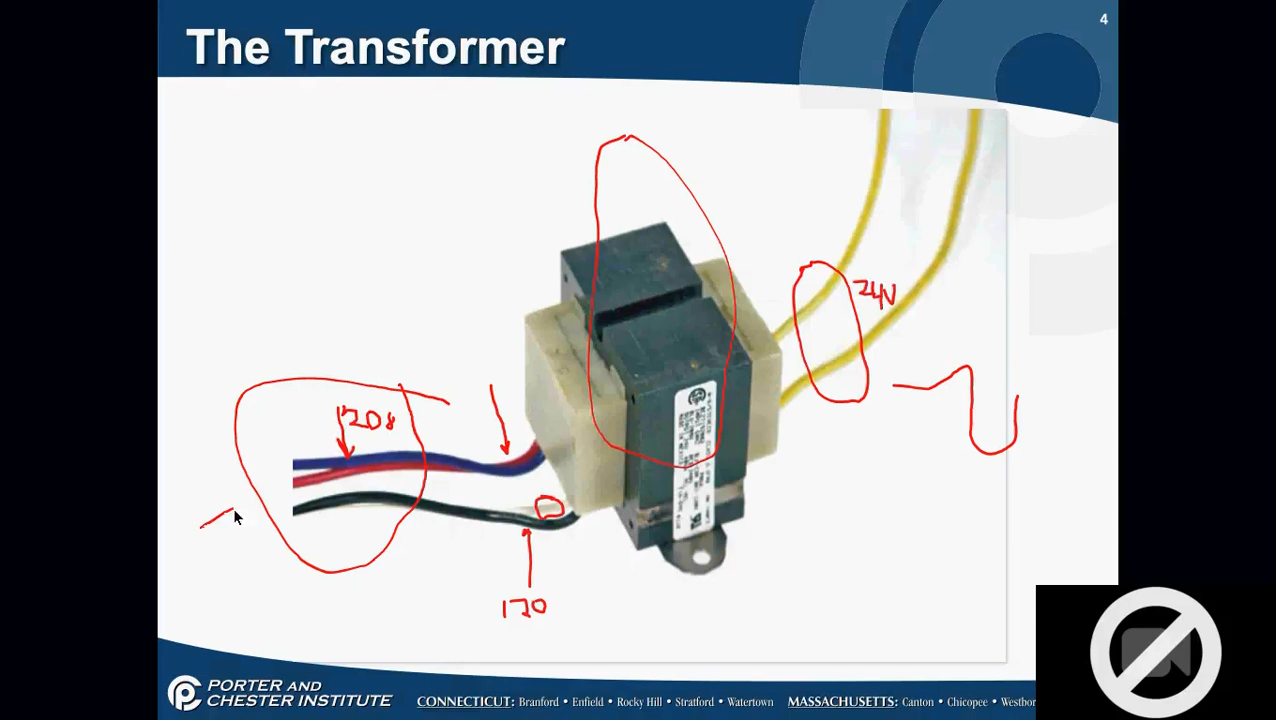 4
The Transformer
24V
208
120
PORTER AND
CHESTER INSTITUTE
CONNECTICUT: Branford • Enfield • Rocky Hill • Stratford • Watertown
MASSACHUSETTS: Canton • Chicopee • Westbor